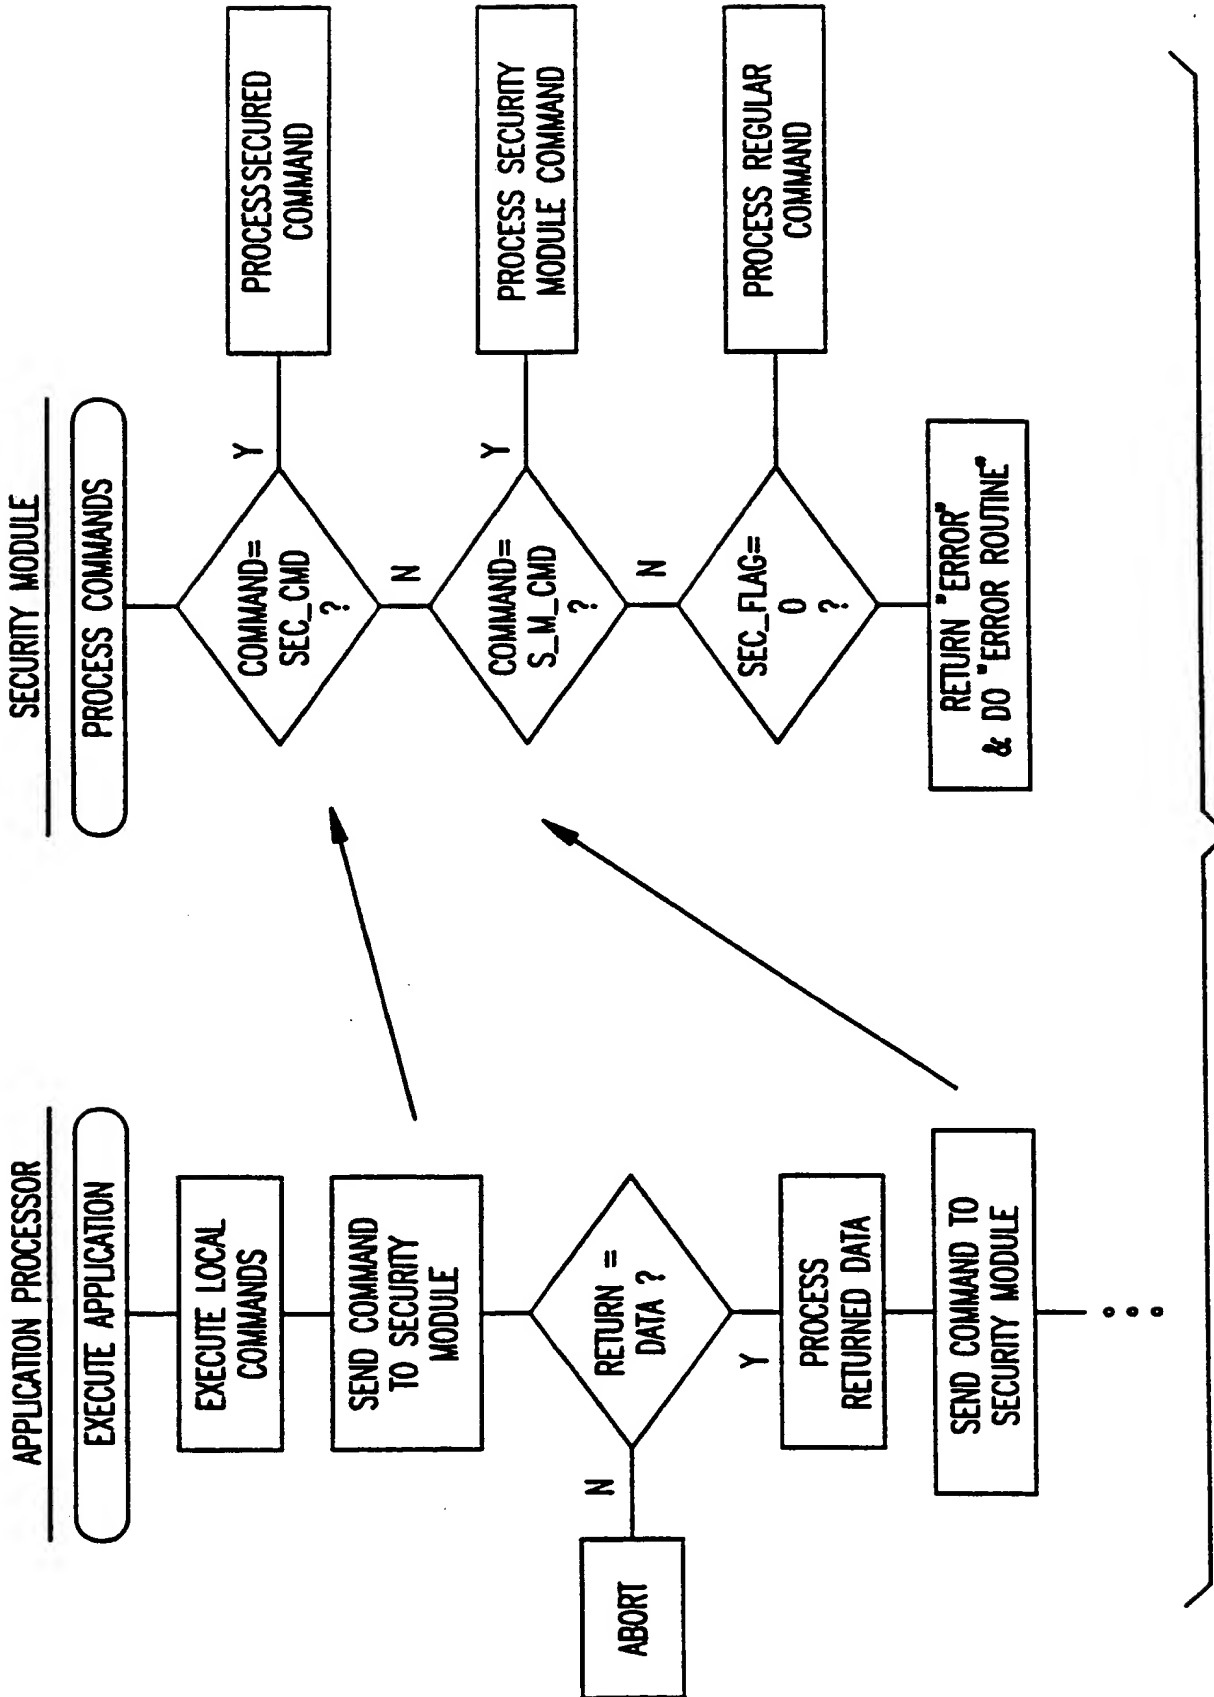 APPLICATION PROCESSOR
EXECUTE APPLICATION
EXECUTE LOCAL
COMMANDS
SEND COMMAND
TO SECURITY
MODULE
RETURN =
DATA ?
N
ABORT
Y
PROCESS
RETURNED DATA
SEND COMMAND TO
SECURITY MODULE
SECURITY MODULE
PROCESS COMMANDS
COMMAND=
SEC_CMD
?
Y
PROCESSSECURED
COMMAND
N
COMMAND=
S_M_CMD
?
Y
PROCESS SECURITY
MODULE COMMAND
N
SEC_FLAG=
0
?
PROCESS REGULAR
COMMAND
RETURN "ERROR"
& DO "ERROR ROUTINE"